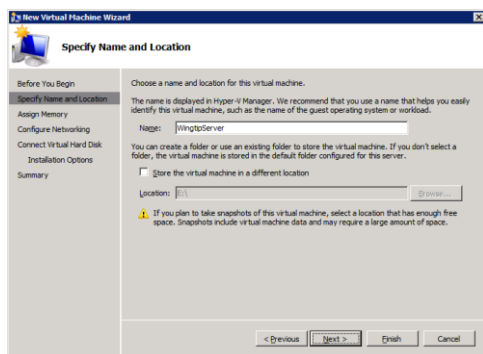 New Virtual Machine Wizard
Specify Name and Location
Before You Begin
Specify Name and Location
Assign Memory
Configure Networking
Connect Virtual Hard Disk
Installation Options
Summary
Choose a name and location for this virtual machine.
The name is displayed in Hyper-V Manager. We recommend that you use a name that helps you easily
identify this virtual machine, such as the name of the guest operating system or workload.
Name: WingtipServer
You can create a folder or use an existing folder to store the virtual machine. If you don't select a
folder, the virtual machine is stored in the default folder configured for this server.
Store the virtual machine in a different location
Location: E:\
Browse...
If you plan to take snapshots of this virtual machine, select a location that has enough free
space. Snapshots include virtual machine data and may require a large amount of space.
< Previous Next > Finish Cancel